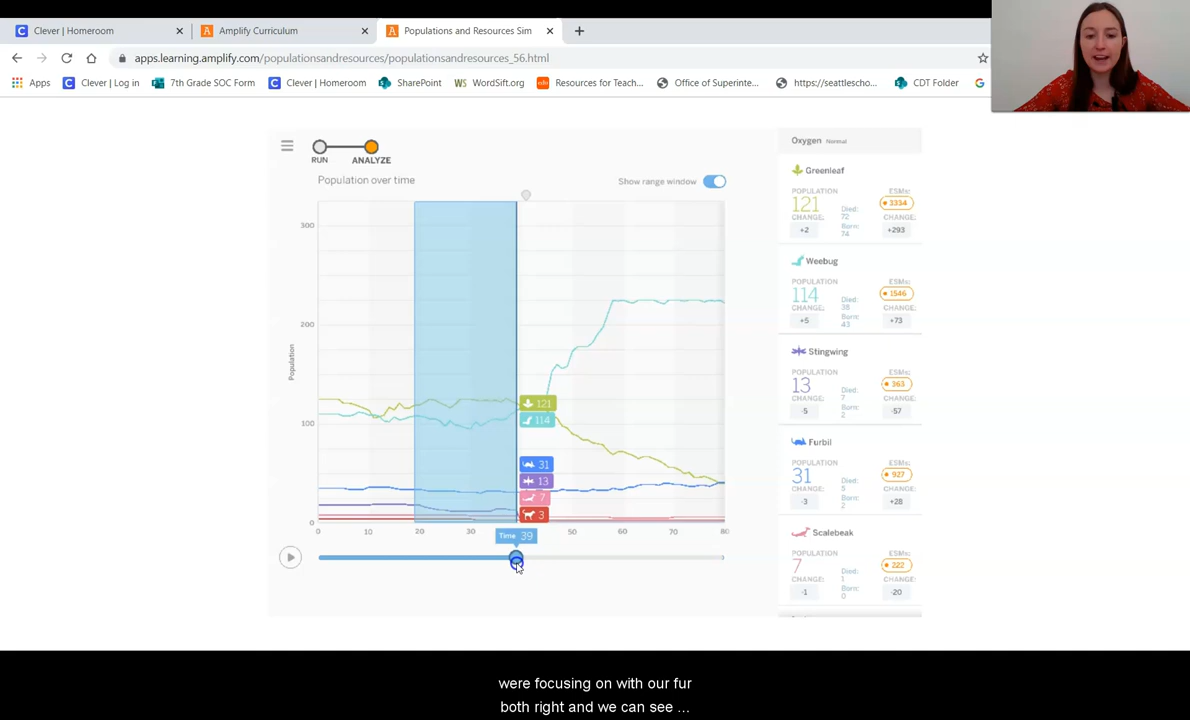 Clever | Homeroom
Amplify Curriculum
Populations and Resources Sim
apps.learning.amplify.com/populationsandresources/populationsandresources_56.html
Apps
Clever | Log in
7th Grade SOC Form
Clever | Homeroom
SharePoint
WS WordSift.org
Resources for Teach...
Office of Superinte...
https://seattlescho...
CDT Folder
RUN
ANALYZE
Population over time
Show range window
Population
300
200
100
0
121
114
31
13
7
3
0 10 20 30 50 60 70 80
Time 39
Oxygen Normal
Greenleaf
POPULATION
121
CHANGE:
+2
Died:
72
Born:
74
ESMs:
3354
CHANGE:
+293
Weebug
POPULATION
114
CHANGE:
+5
Died:
38
Born:
43
ESMs:
1546
CHANGE:
+73
Stingwing
POPULATION
13
CHANGE:
-5
Died:
7
Born:
2
ESMs:
363
CHANGE:
-57
Furbil
POPULATION
31
CHANGE:
-3
Died:
5
Born:
2
ESMs:
927
CHANGE:
+28
Scalebeak
POPULATION
7
CHANGE:
-1
Died:
1
Born:
0
ESMs:
222
CHANGE:
-20
were focusing on with our fur
both right and we can see ...